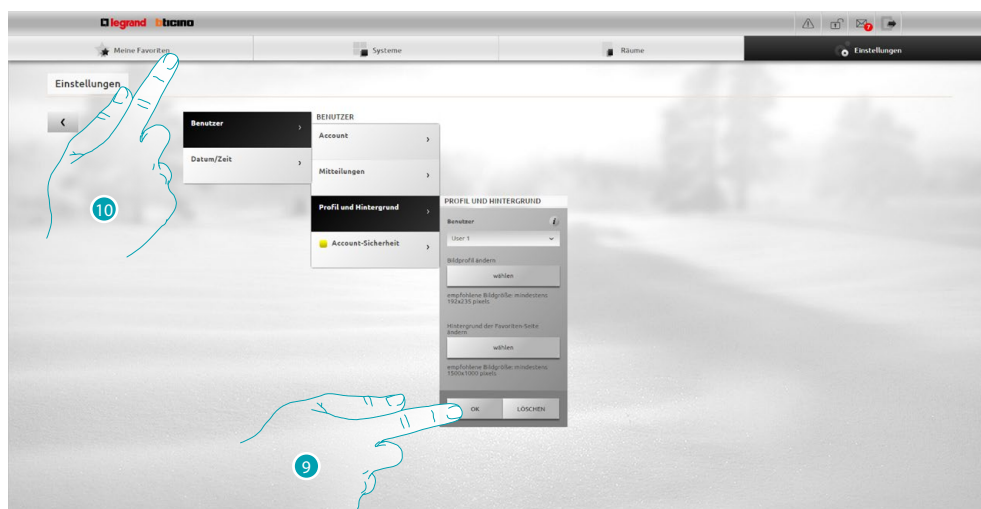 legrand bticino
7
Meine Favoriten
Systeme
Räume
Einstellungen
Einstellungen
Benutzer
Datum/Zeit
BENUTZER
Account
Mitteilungen
Profil und Hintergrund
Account-Sicherheit
PROFIL UND HINTERGRUND
Benutzer
i
User 1
Bildprofil ändern
wählen
empfohlene Bildgröße: mindestens
192x235 pixels
Hintergrund der Favoriten-Seite
ändern
wählen
empfohlene Bildgröße: mindestens
1500x1000 pixels
OK
LÖSCHEN
10
9